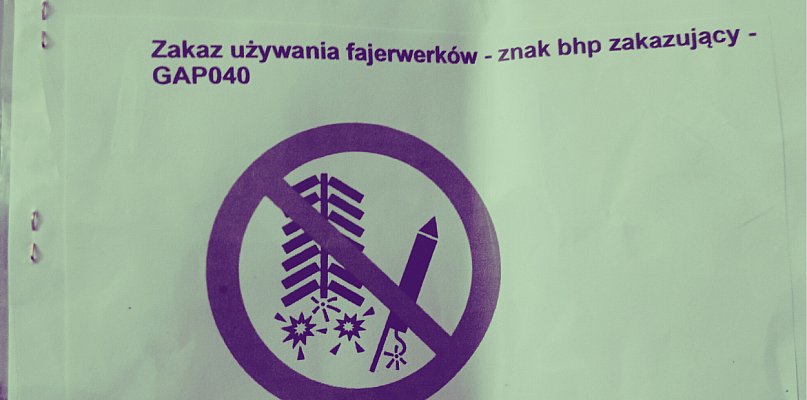 Zakaz używania fajerwerków - znak bhp zakazujący -
GAP040